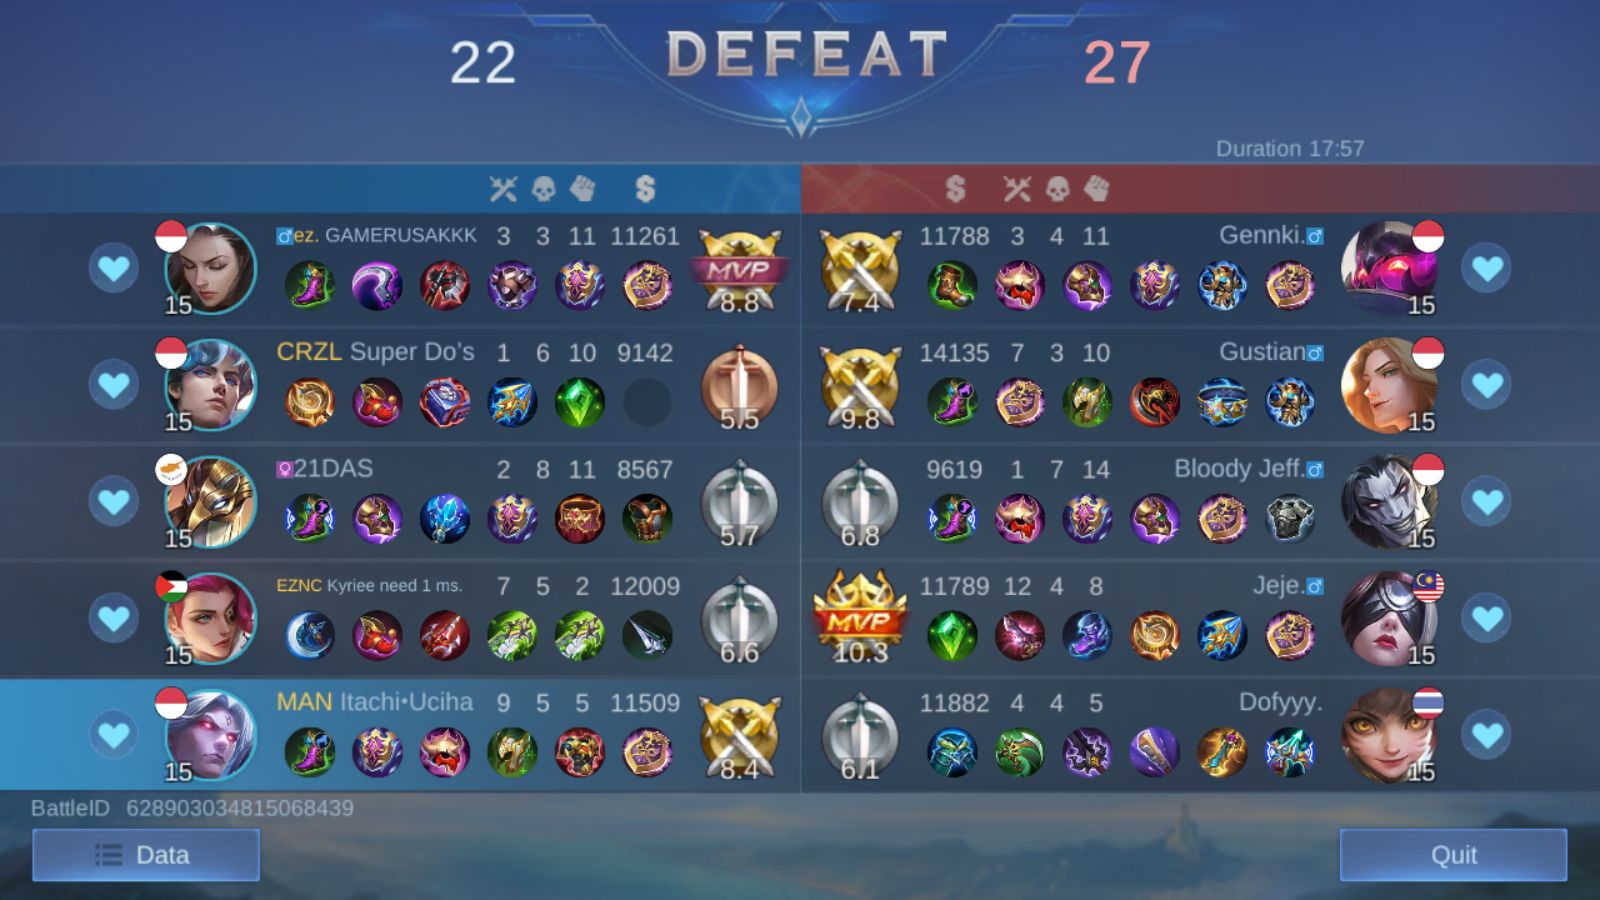 22 DEFEAT 27
Duration 17:57
ez. GAMERUSAKKK 3 3 11 11261 MVP 8.8 15
7.4 11788 3 4 11 Gennki. 15
CRZL Super Do's 1 6 10 9142 5.5 15
9.8 14135 7 3 10 Gustian 15
21DAS 2 8 11 8567 5.7 15
6.8 9619 1 7 14 Bloody Jeff. 15
EZNC Kyriee need 1 ms. 7 5 2 12009 6.6 15
MVP 10.3 11789 12 4 8 Jeje. 15
MAN Itachi•Uciha 9 5 5 11509 8.4 15
6.1 11882 4 4 5 Dofyyy. 15
BattleID 628903034815068439
Data
Quit